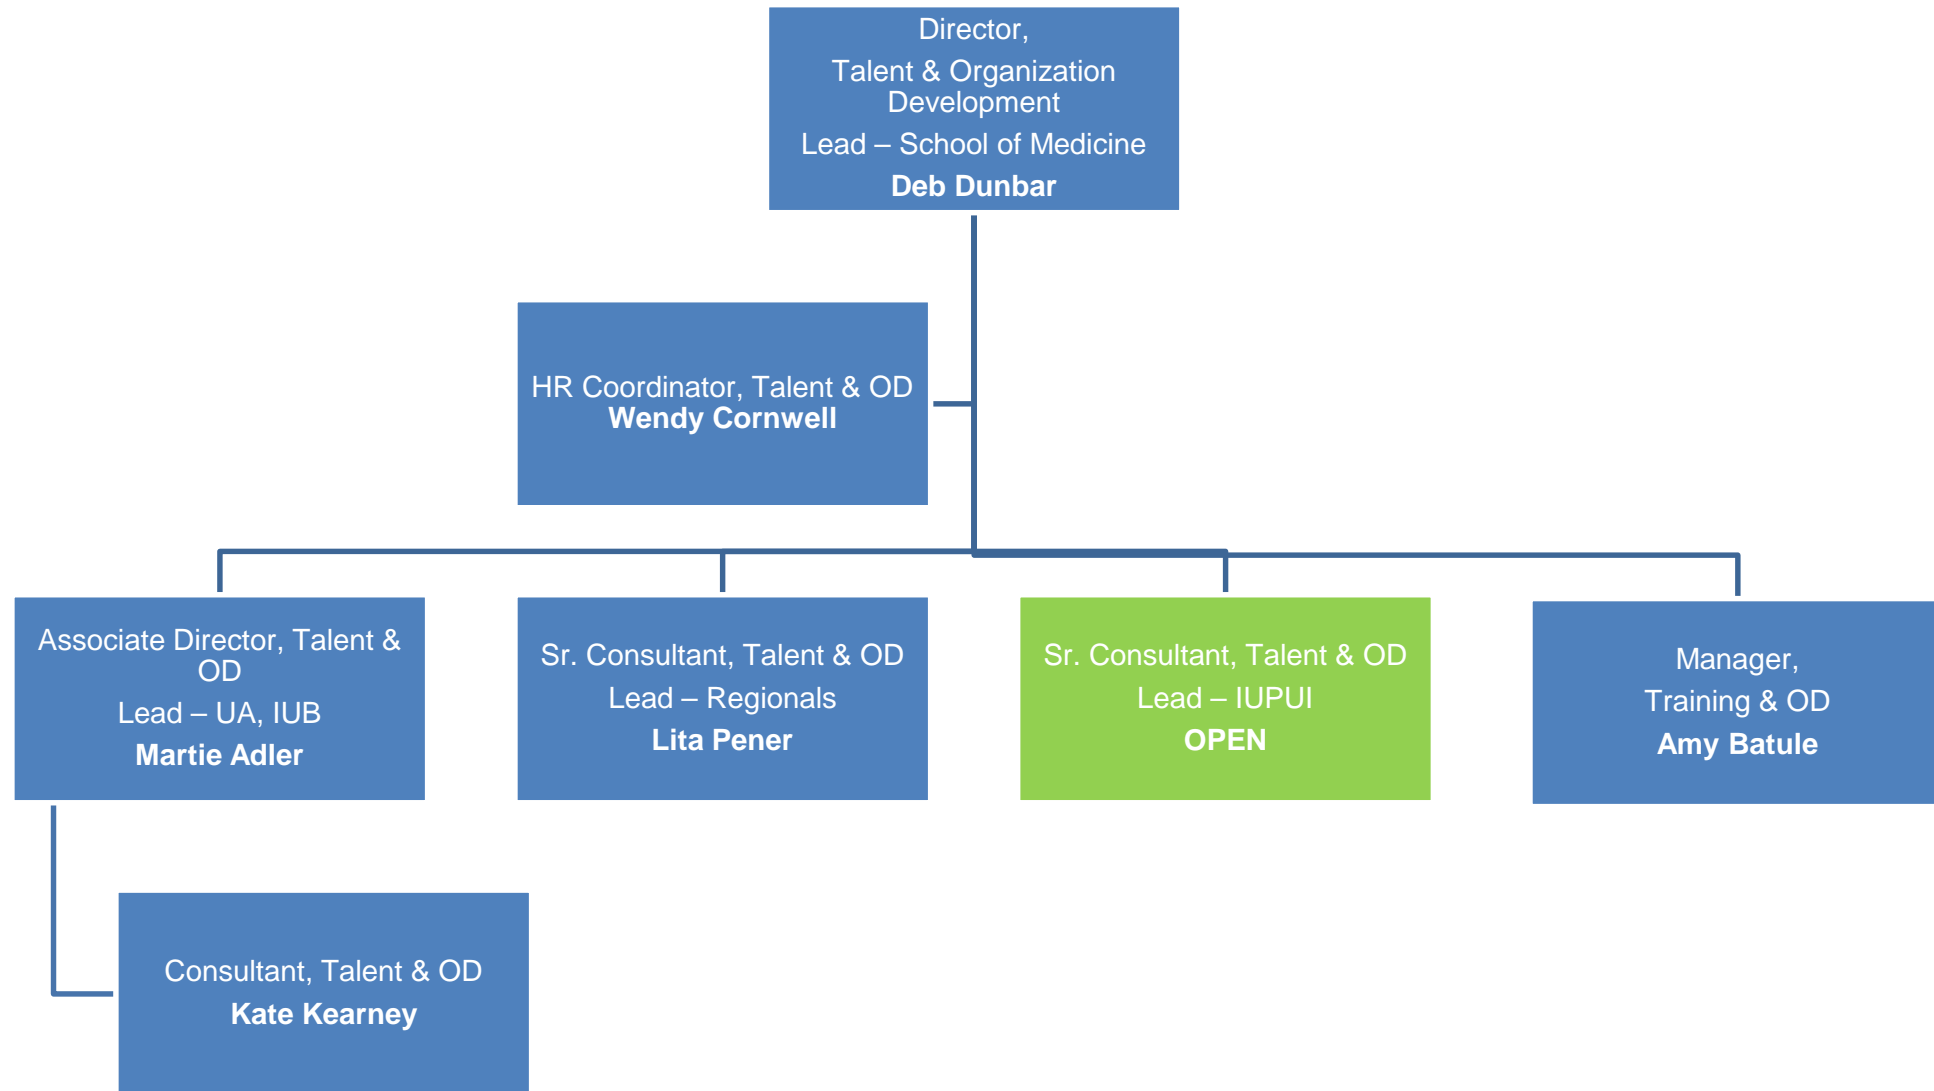 Director,
Talent & Organization
Development
Lead – School of Medicine
Deb Dunbar
HR Coordinator, Talent & OD
Wendy Cornwell
Associate Director, Talent &
OD
Lead – UA, IUB
Martie Adler
Sr. Consultant, Talent & OD
Lead – Regionals
Lita Pener
Sr. Consultant, Talent & OD
Lead – IUPUI
OPEN
Manager,
Training & OD
Amy Batule
Consultant, Talent & OD
Kate Kearney